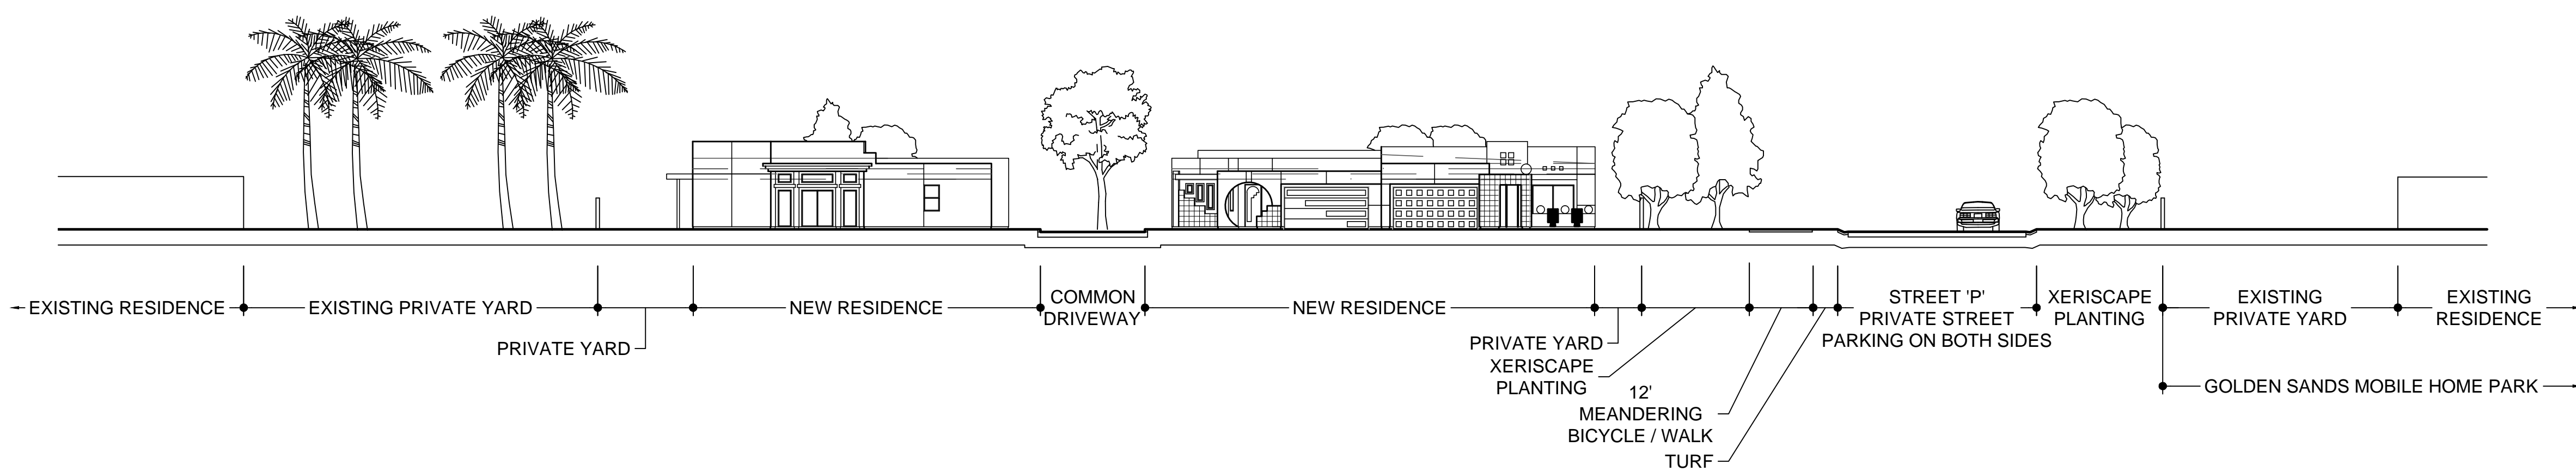 EXISTING RESIDENCE
EXISTING PRIVATE YARD
PRIVATE YARD
NEW RESIDENCE
COMMON
DRIVEWAY
NEW RESIDENCE
PRIVATE YARD
XERISCAPE
PLANTING
12'
MEANDERING
BICYCLE / WALK
TURF
STREET 'P'
PRIVATE STREET
PARKING ON BOTH SIDES
XERISCAPE
PLANTING
EXISTING
PRIVATE YARD
EXISTING
RESIDENCE
GOLDEN SANDS MOBILE HOME PARK